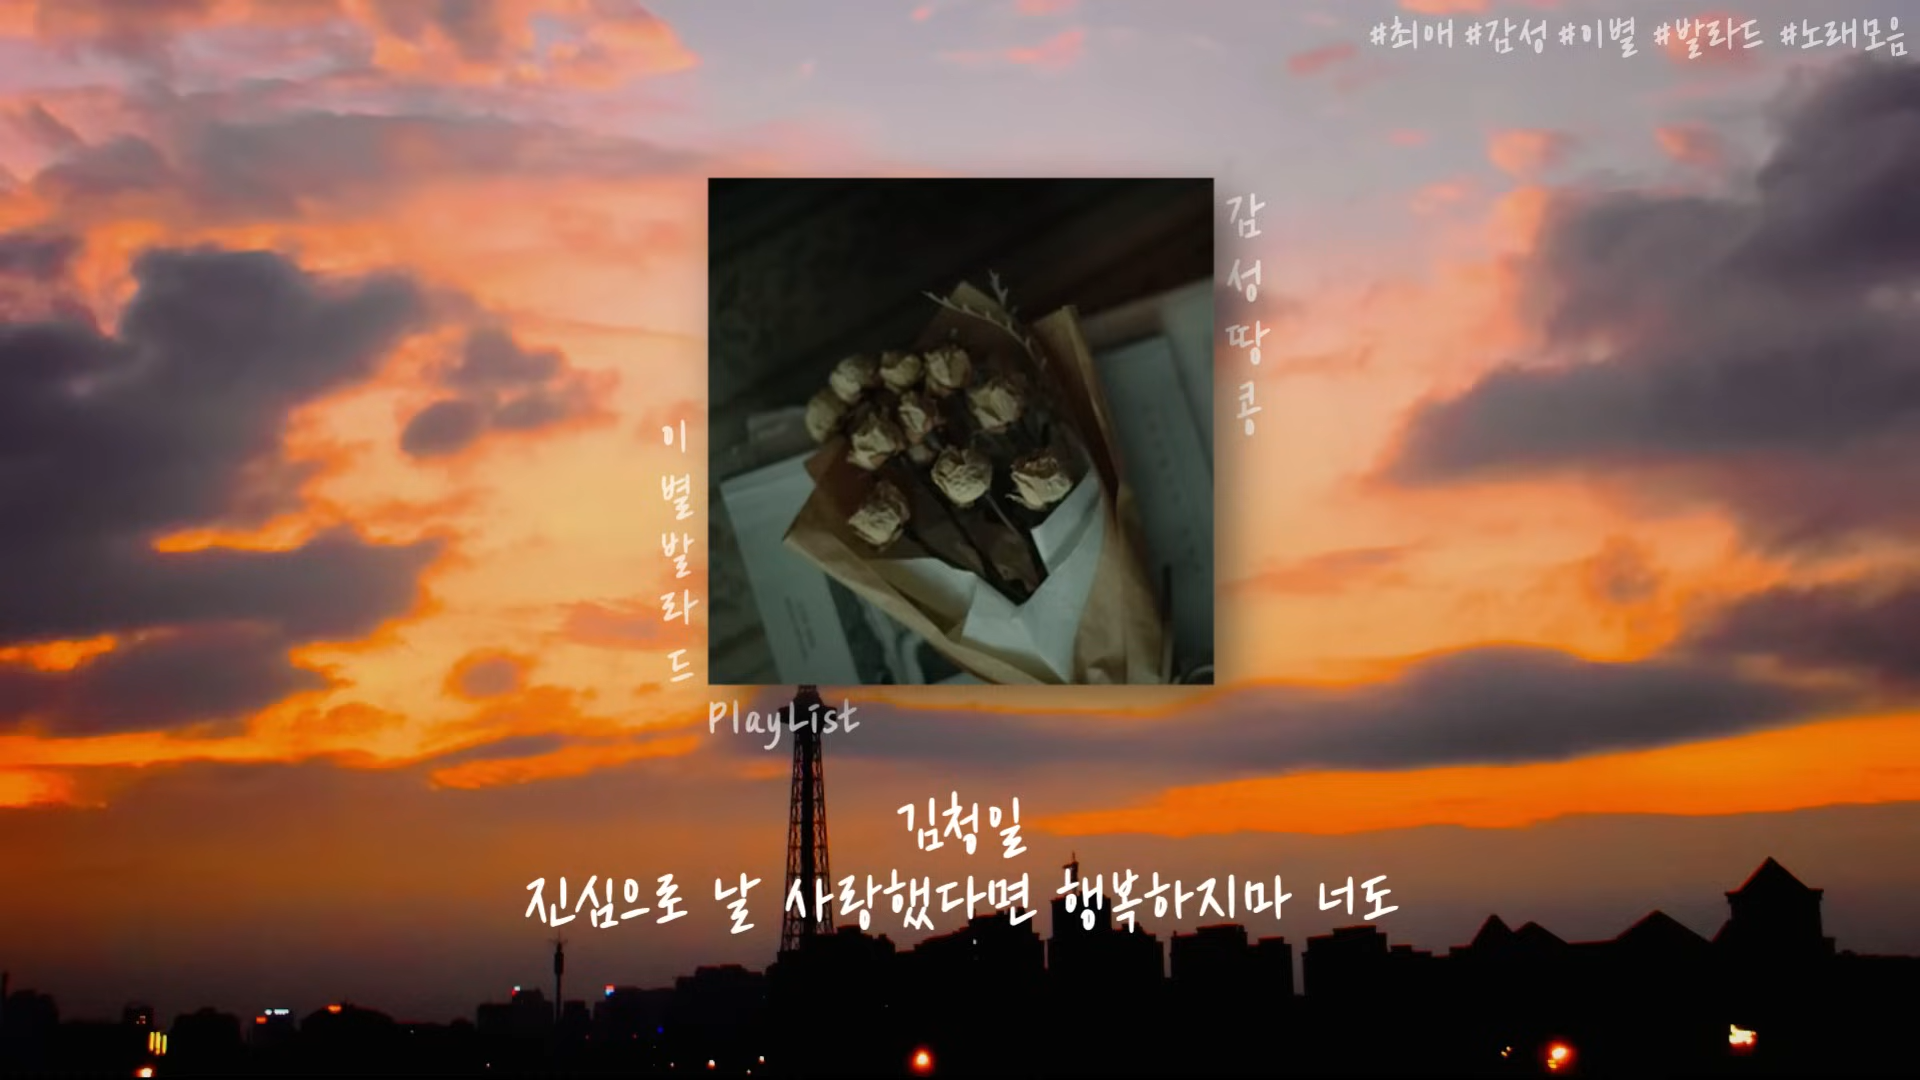 #최애 #감성 #이별 #발라드 #노래모음
감성땅콩
이별발라드
PlayList
김척일
진심으로 날 사랑했다면 행복하지마 너도